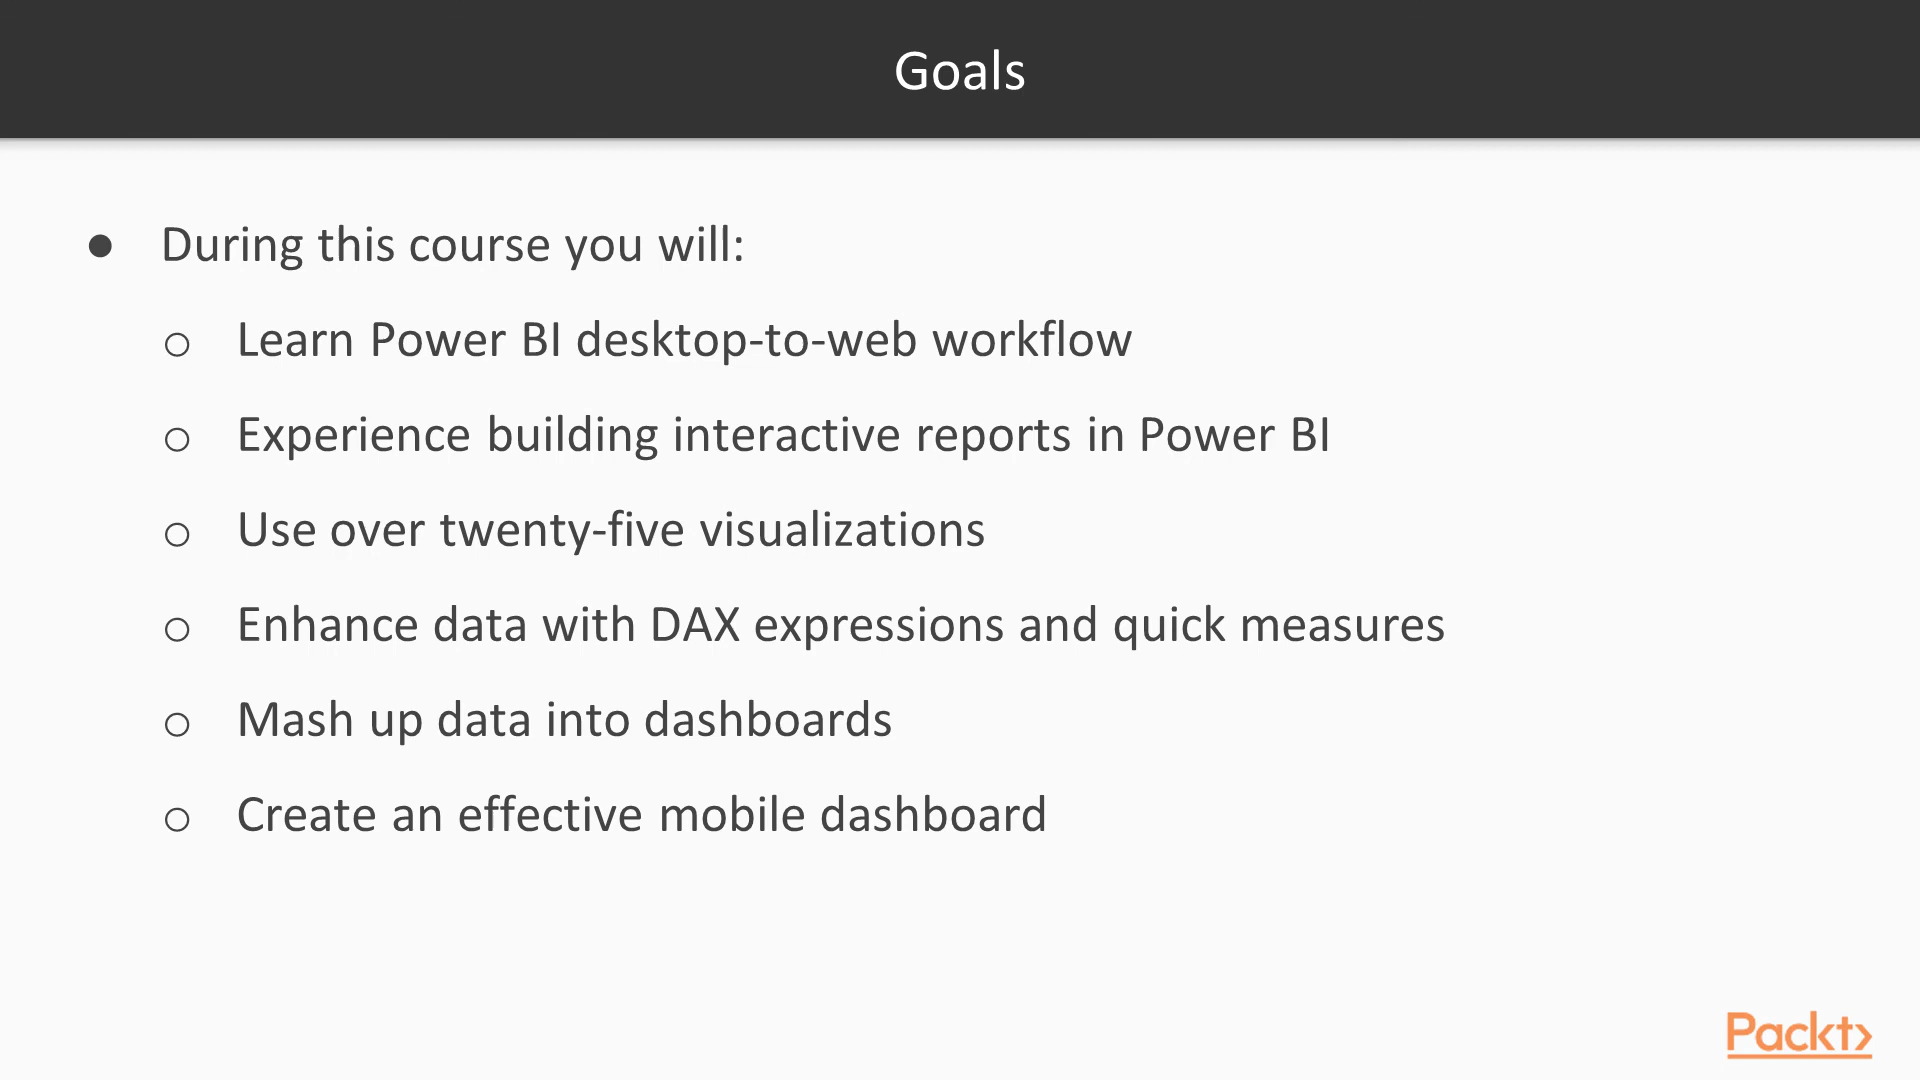 Goals
● During this course you will:
○ Learn Power BI desktop-to-web workflow
○ Experience building interactive reports in Power BI
○ Use over twenty-five visualizations
○ Enhance data with DAX expressions and quick measures
○ Mash up data into dashboards
○ Create an effective mobile dashboard
Packt>